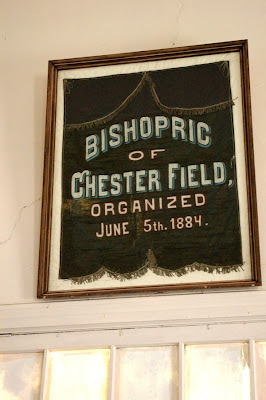 BISHOPRIC
OF
CHESTER FIELD,
ORGANIZED
JUNE 5th. 1884.